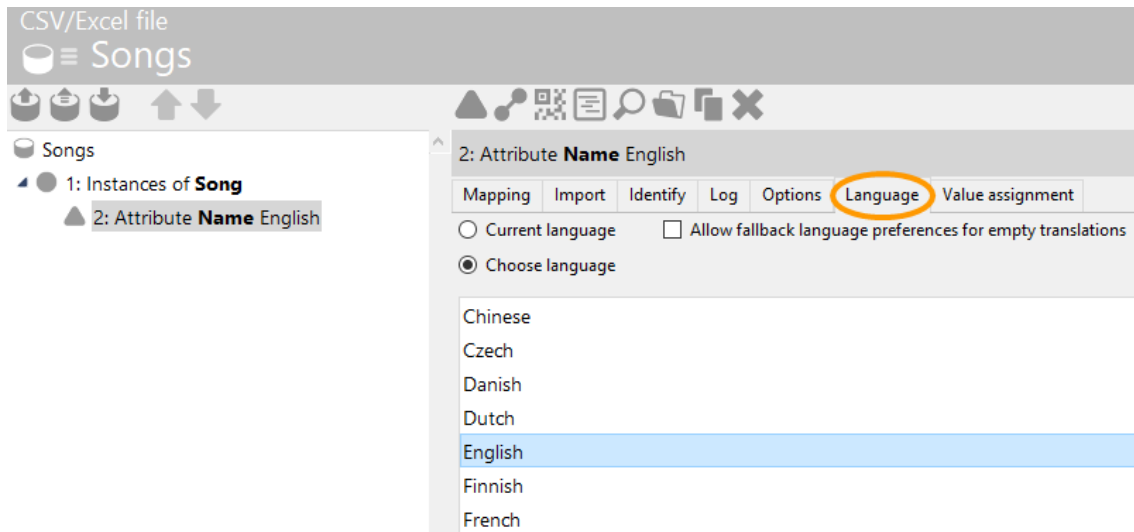 CSV/Excel file
Songs
Songs
1: Instances of Song
2: Attribute Name English
2: Attribute Name English
Mapping Import Identify Log Options Language Value assignment
Current language Allow fallback language preferences for empty translations
Choose language
Chinese
Czech
Danish
Dutch
English
Finnish
French